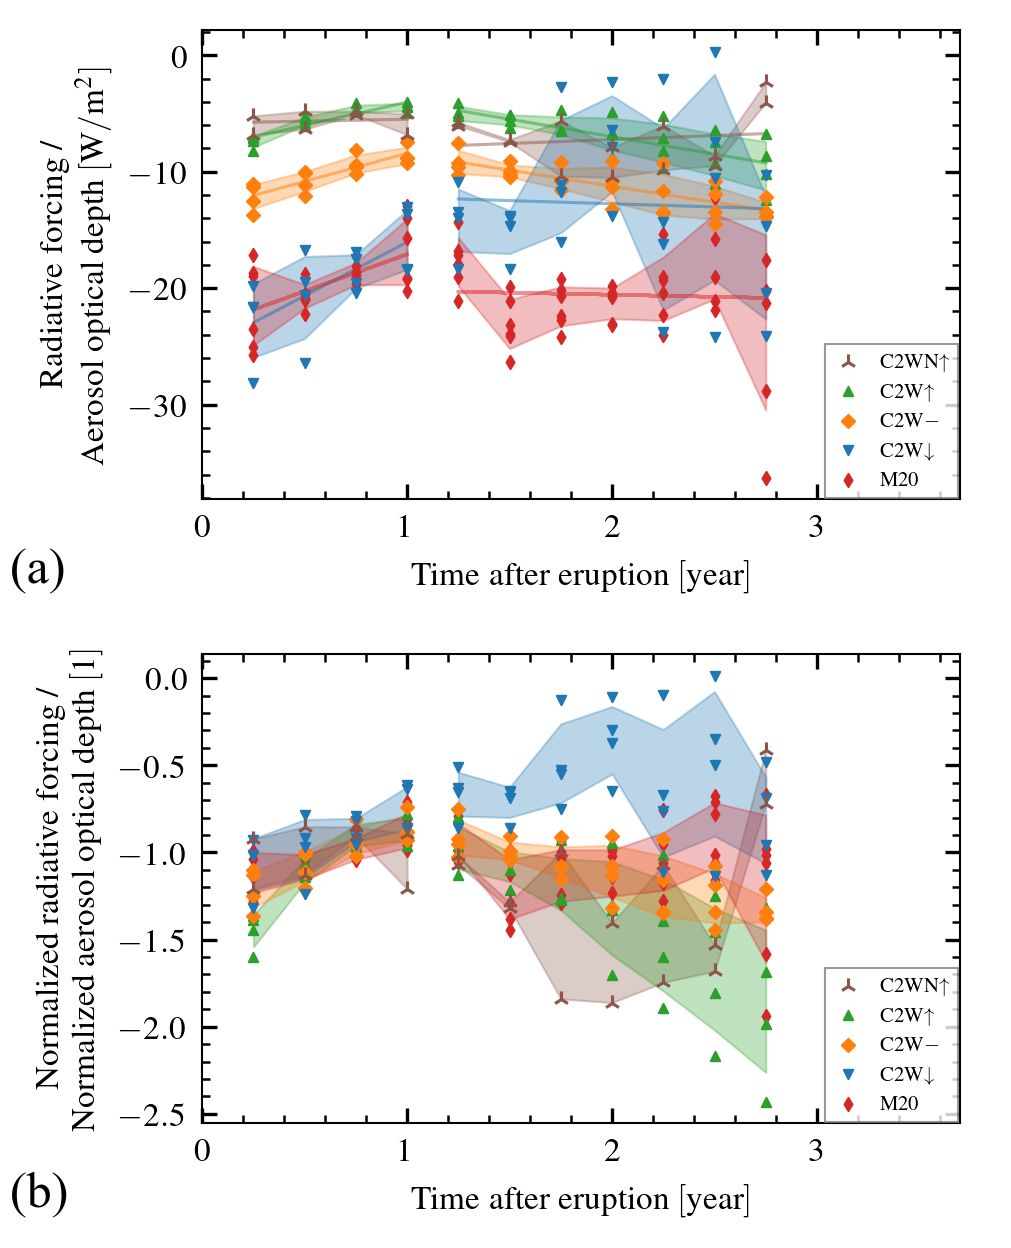 Radiative forcing /
Aerosol optical depth [W/m²]
0
−10
−20
−30
0
1
2
3
C2WN↑
C2W↑
C2W−
C2W↓
M20
Time after eruption [year]
(a)
Normalized radiative forcing /
Normalized aerosol optical depth [1]
0.0
−0.5
−1.0
−1.5
−2.0
−2.5
0
1
2
3
C2WN↑
C2W↑
C2W−
C2W↓
M20
Time after eruption [year]
(b)